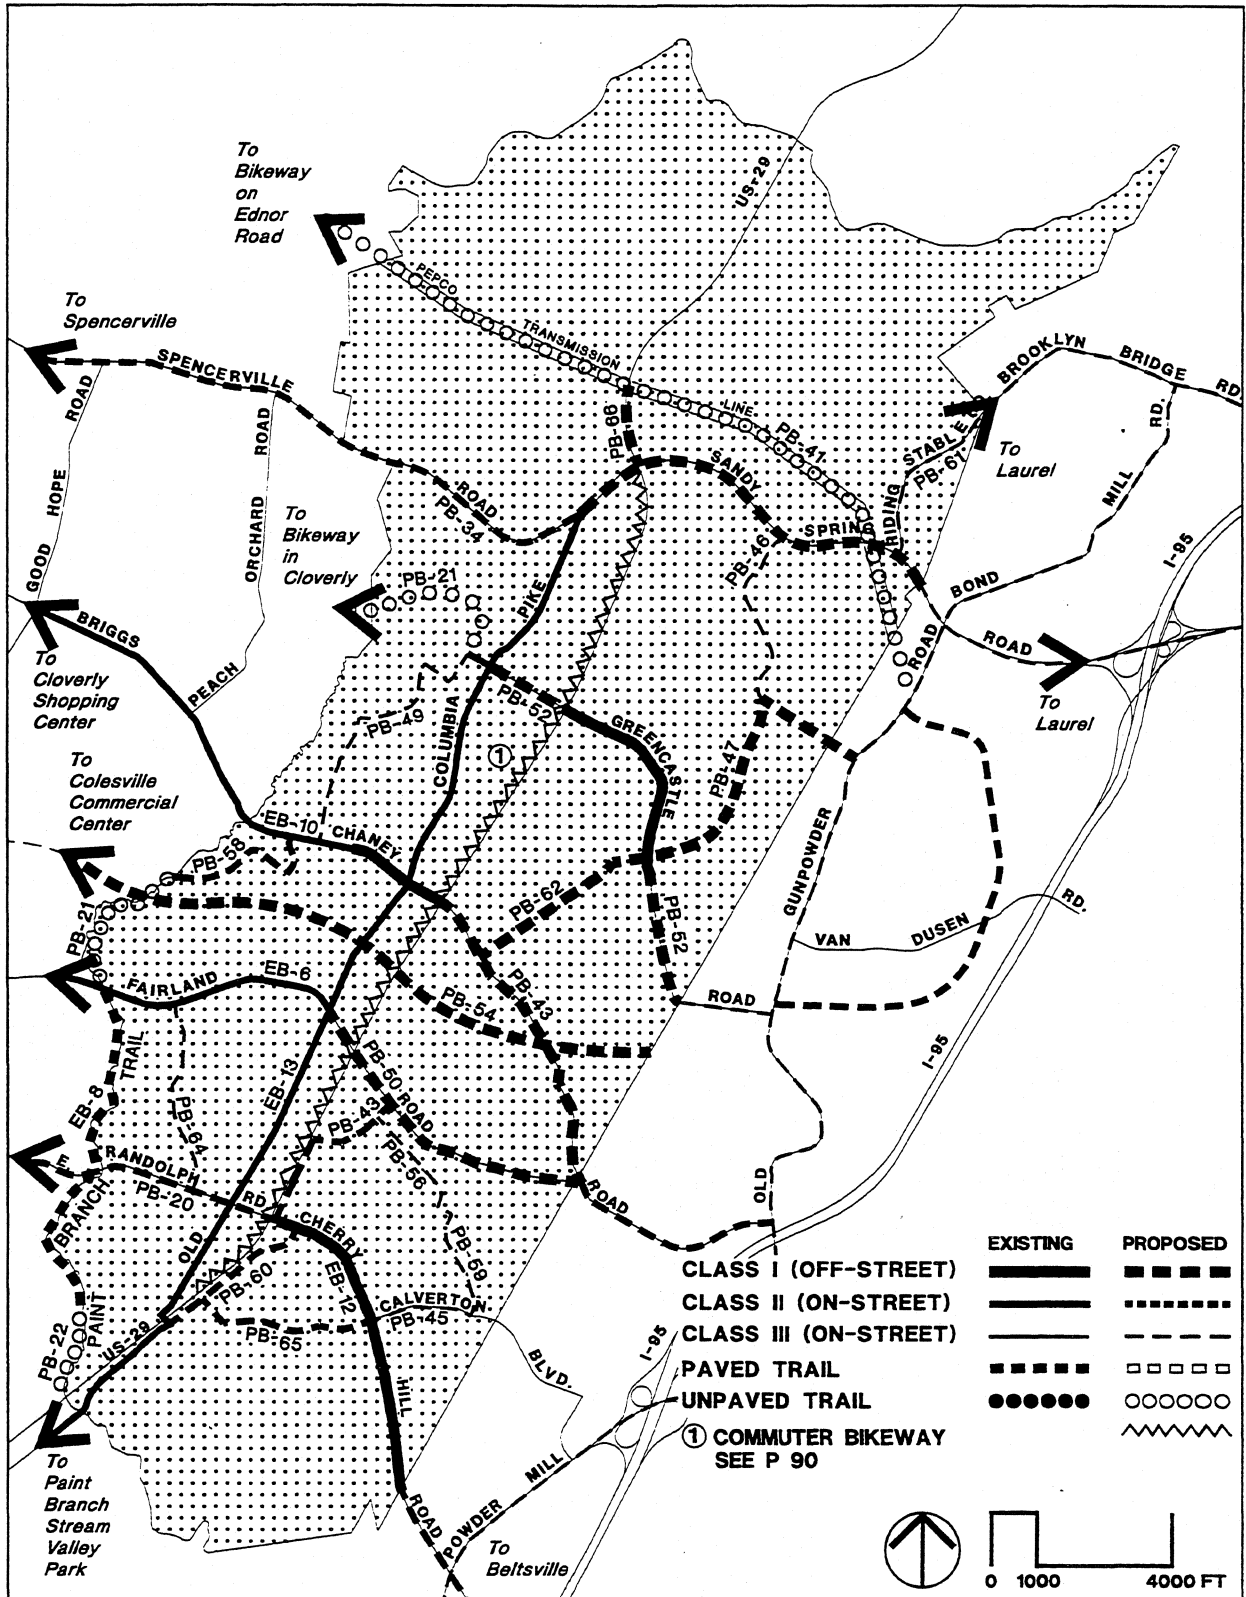 To
Bikeway
on
Ednor
Road
US-29
PEPCO
TRANSMISSION
LINE
PB-41
To
Spencerville
SPENCERVILLE
ROAD
PB-34
PB-66
SANDY
SPRING
ROAD
BROOKLYN
BRIDGE
RD.
STABLE
RIDING
PB-61
To
Laurel
MILL
RD.
GOOD
HOPE
ROAD
ORCHARD
ROAD
PEACH
To
Bikeway
in
Cloverly
PB-21
PIKE
PB-46
BOND
ROAD
I-95
To
Laurel
BRIGGS
To
Cloverly
Shopping
Center
PB-49
COLUMBIA
PB-52
GREENCASTLE
PB-47
1
To
Colesville
Commercial
Center
EB-10
CHANEY
PB-58
PB-62
PB-52
GUNPOWDER
VAN
DUSEN
RD.
PB-21
FAIRLAND
EB-6
PB-43
PB-54
ROAD
TRAIL
EB-13
PB-50
ROAD
I-95
EB-8
PB-64
PB-43
PB-56
E
RANDOLPH
PB-20
RD.
ROAD
OLD
BRANCH
OLD
CHERRY
PB-60
EB-12
PB-59
CALVERTON
PB-45
PB-65
PAINT
PB-22
US-29
BLVD.
I-95
HILL
ROAD
MILL
POWDER
To
Beltsville
To
Paint
Branch
Stream
Valley
Park
EXISTING PROPOSED
CLASS I (OFF-STREET)
CLASS II (ON-STREET)
CLASS III (ON-STREET)
PAVED TRAIL
UNPAVED TRAIL
1 COMMUTER BIKEWAY
SEE P 90
0 1000 4000 FT